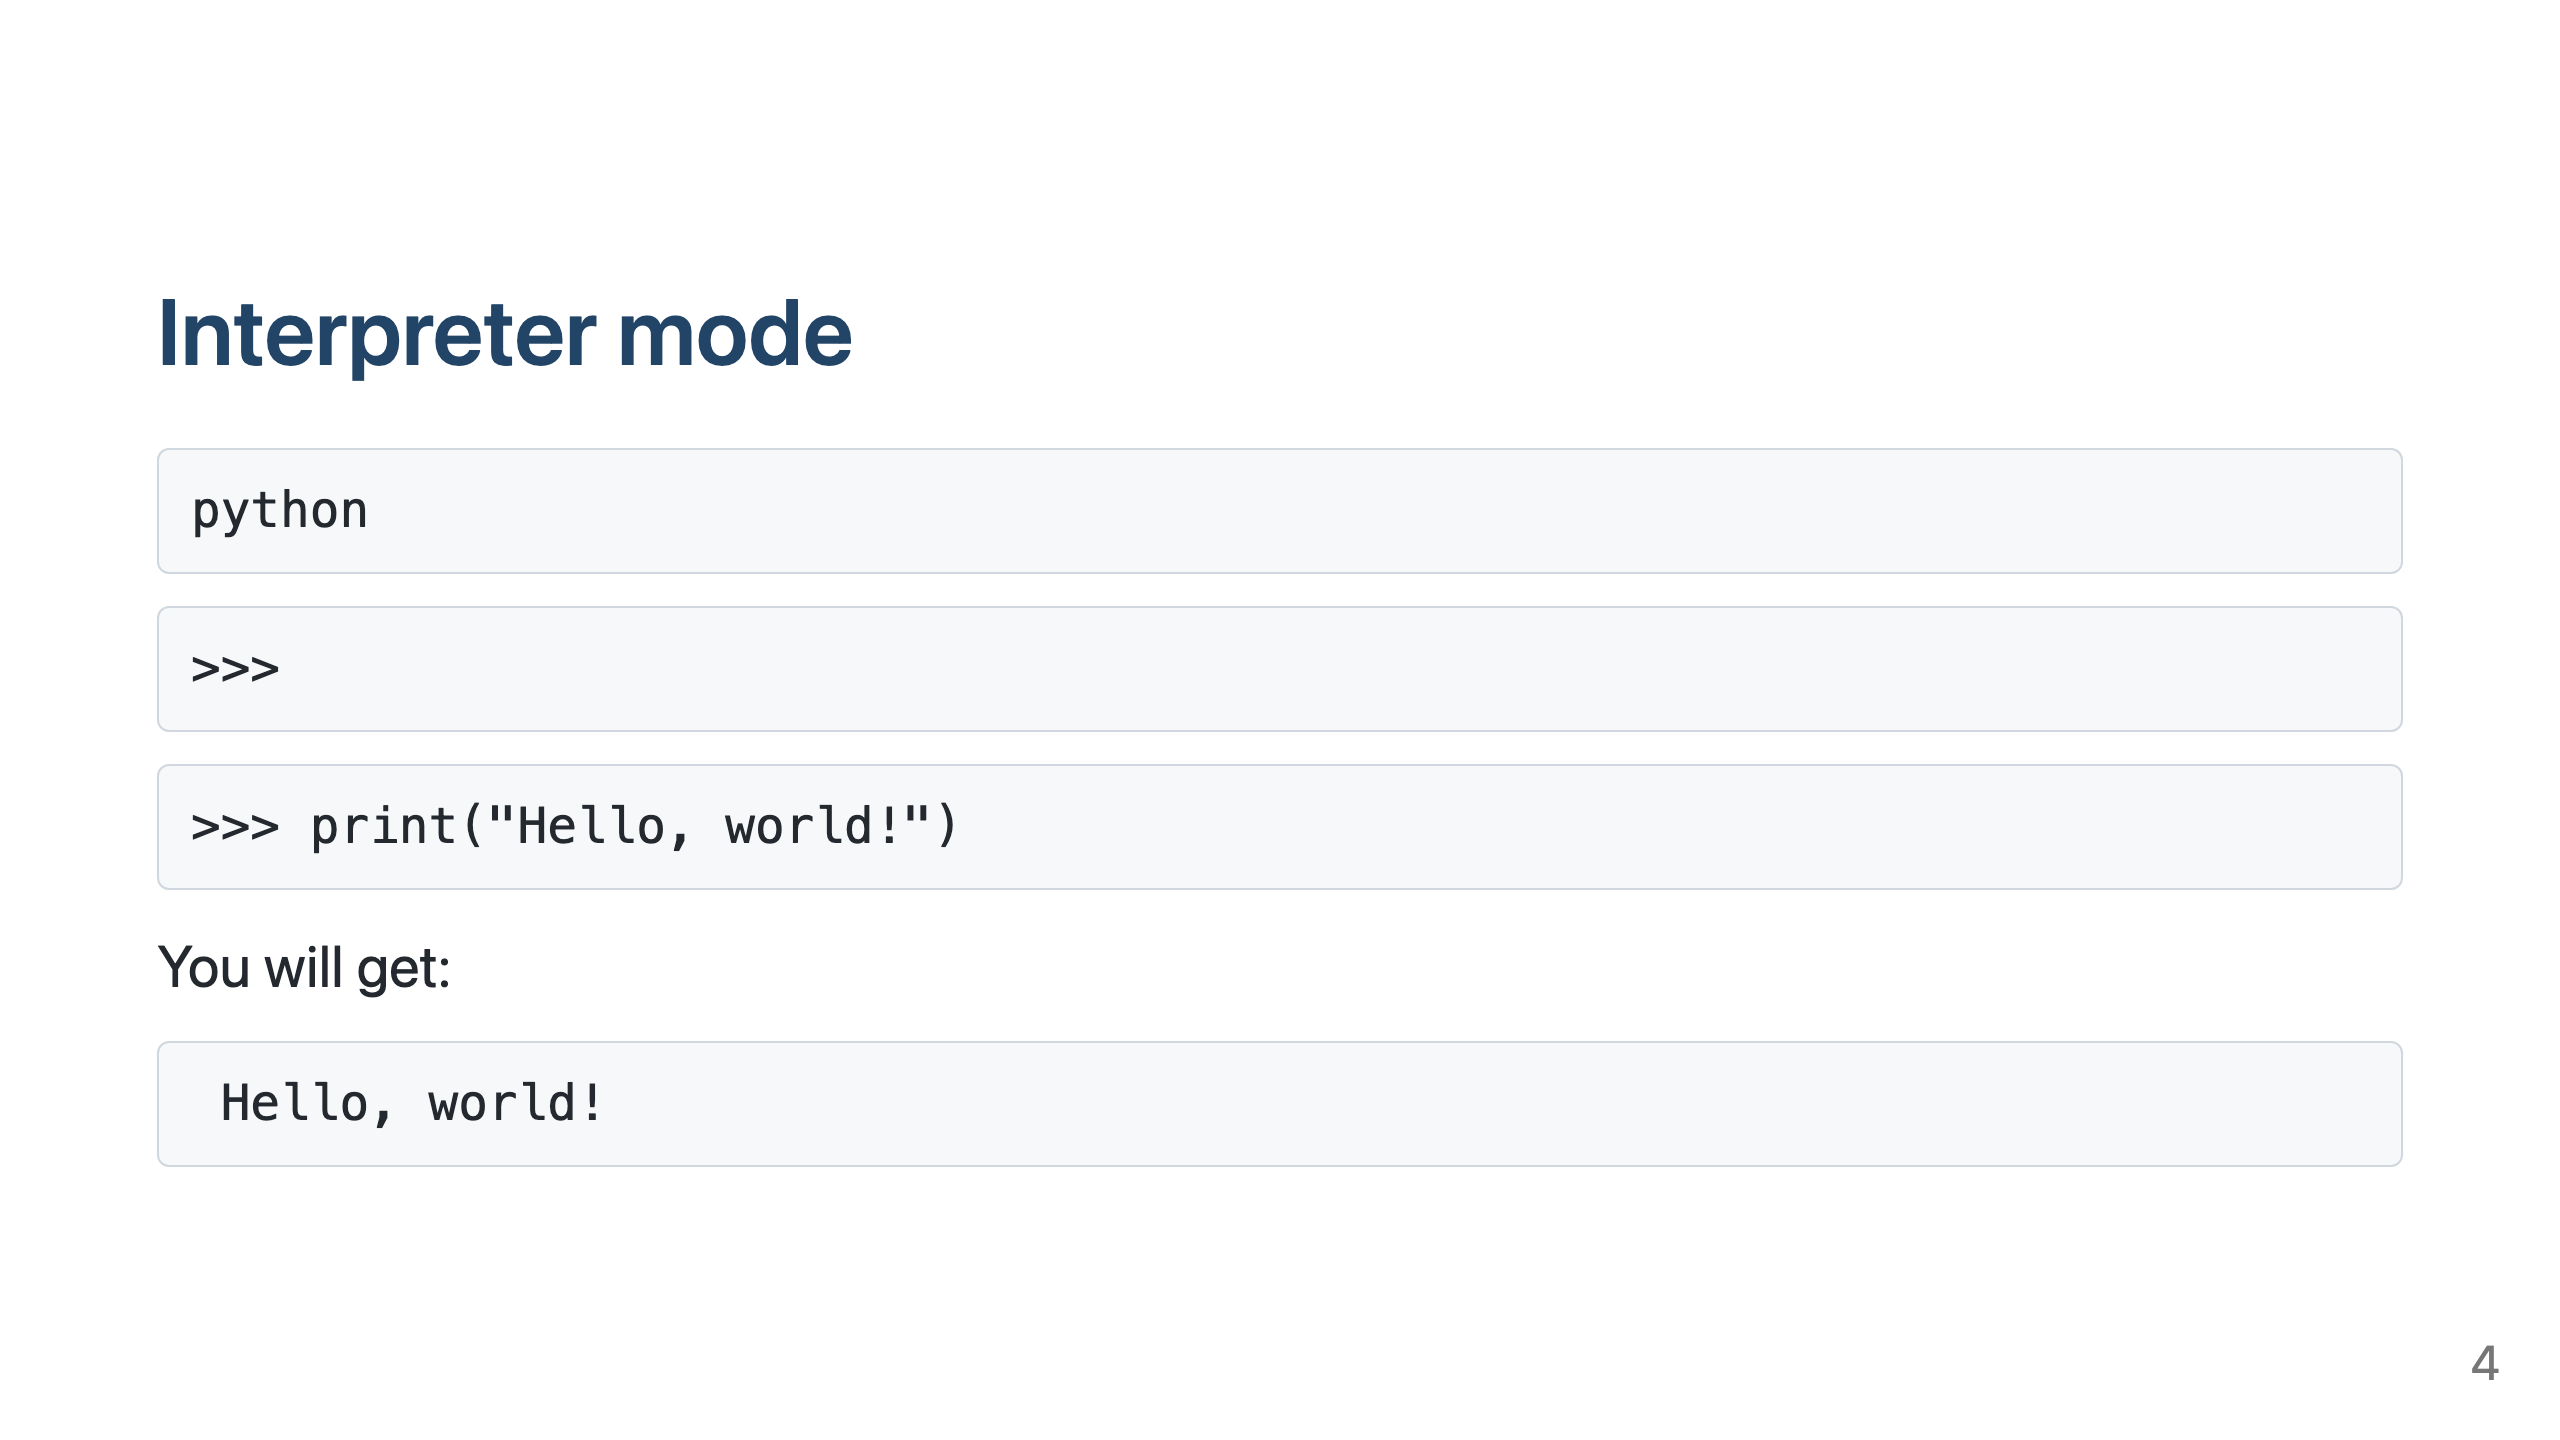 Interpreter mode
python
>>>
>>> print("Hello, world!")
You will get:
Hello, world!
4